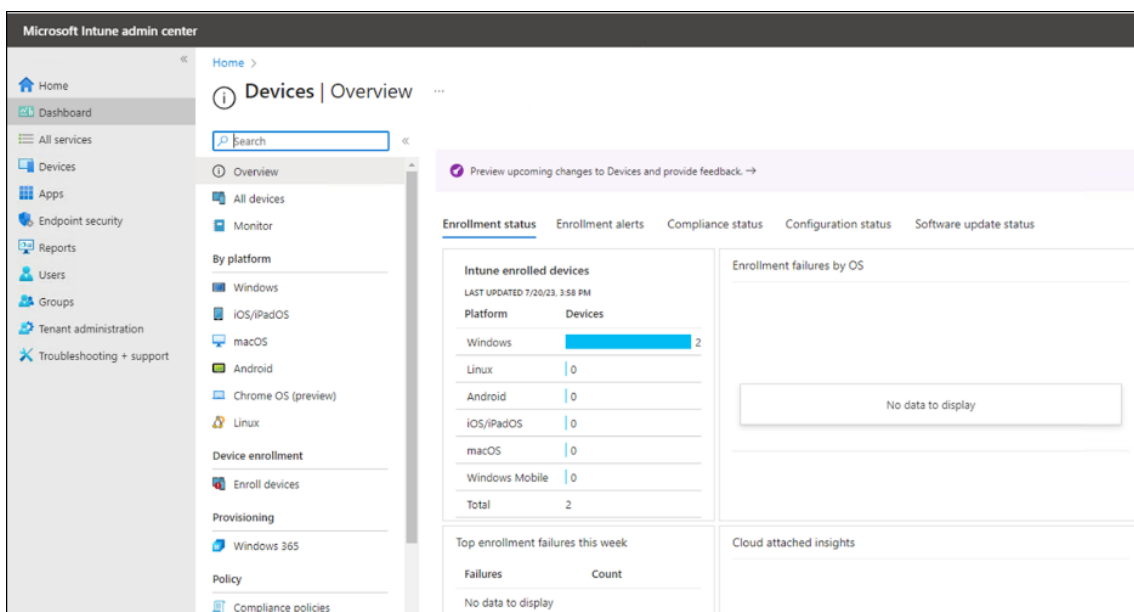 Microsoft Intune admin center
«
Home
Dashboard
All services
Devices
Apps
Endpoint security
Reports
Users
Groups
Tenant administration
Troubleshooting + support
Home >
Devices | Overview ...
Search «
Overview
All devices
Monitor
By platform
Windows
iOS/iPadOS
macOS
Android
Chrome OS (preview)
Linux
Device enrollment
Enroll devices
Provisioning
Windows 365
Policy
Compliance policies
Preview upcoming changes to Devices and provide feedback. →
Enrollment status Enrollment alerts Compliance status Configuration status Software update status
Intune enrolled devices
LAST UPDATED 7/20/23, 3:58 PM
Platform Devices
Windows 2
Linux 0
Android 0
iOS/iPadOS 0
macOS 0
Windows Mobile 0
Total 2
Enrollment failures by OS
No data to display
Top enrollment failures this week
Failures Count
No data to display
Cloud attached insights